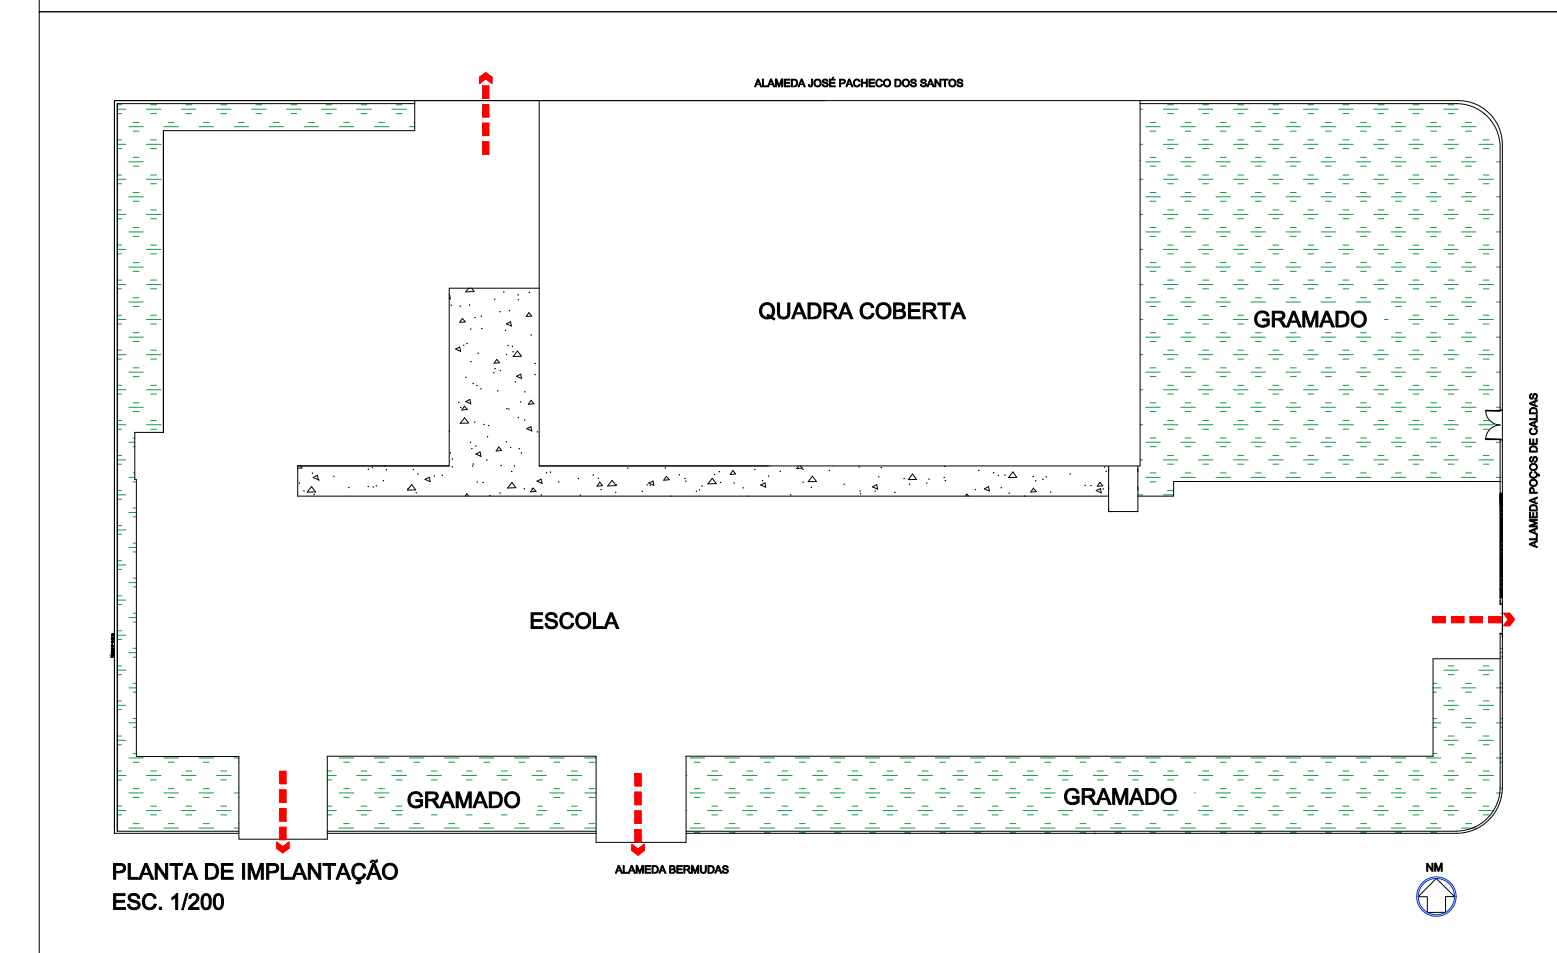 ALAMEDA JOSÉ PACHECO DOS SANTOS
QUADRA COBERTA
GRAMADO
ALAMEDA POÇOS DE CALDAS
ESCOLA
GRAMADO
GRAMADO
PLANTA DE IMPLANTAÇÃO
ESC. 1/200
ALAMEDA BERMUDAS
NM